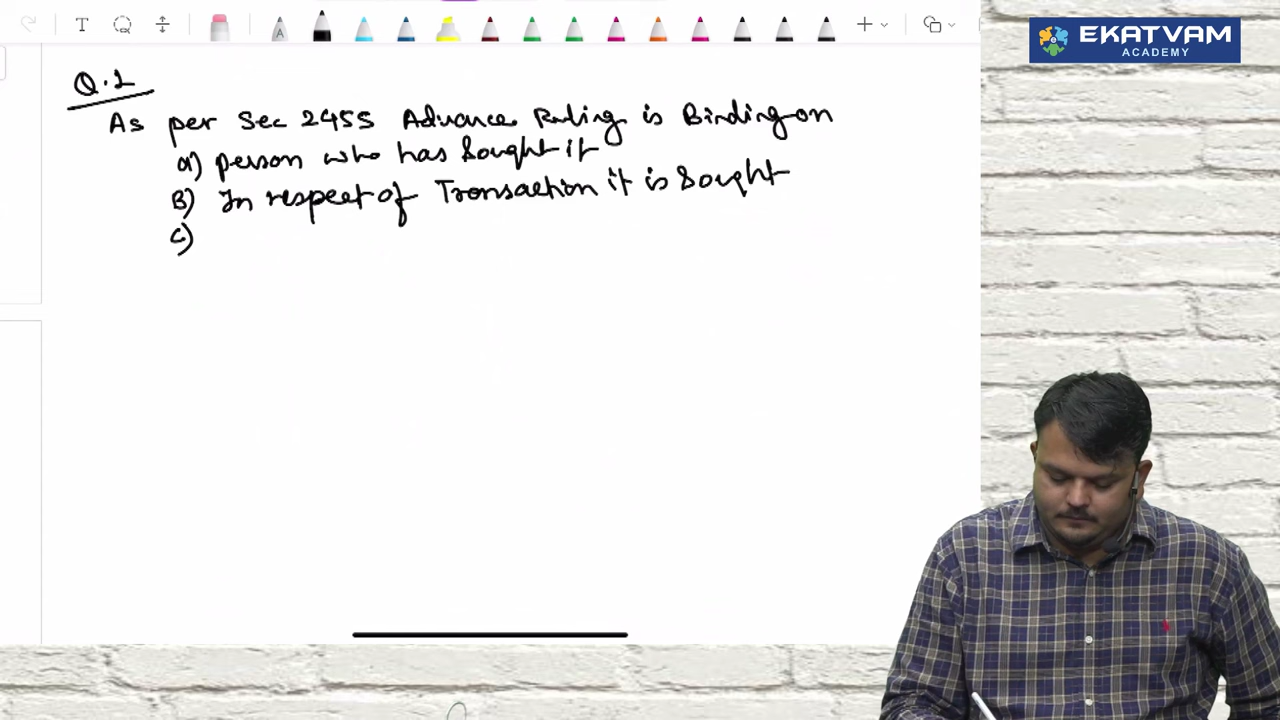 EKATVAM
ACADEMY
Q.1
As per Sec 245S Advance Ruling is Binding on
a) person who has Sought it
B) In respect of Transaction it is Sought
C)